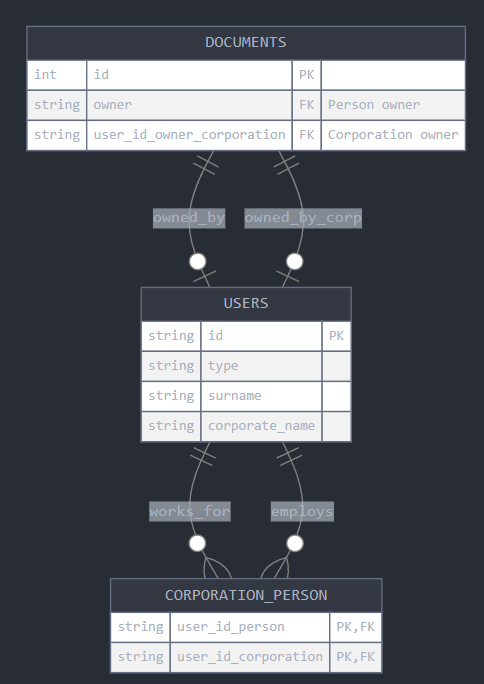 DOCUMENTS
int id PK
string owner FK Person owner
string user_id_owner_corporation FK Corporation owner
owned_by owned_by_corp
USERS
string id PK
string type
string surname
string corporate_name
works_for employs
CORPORATION_PERSON
string user_id_person PK,FK
string user_id_corporation PK,FK